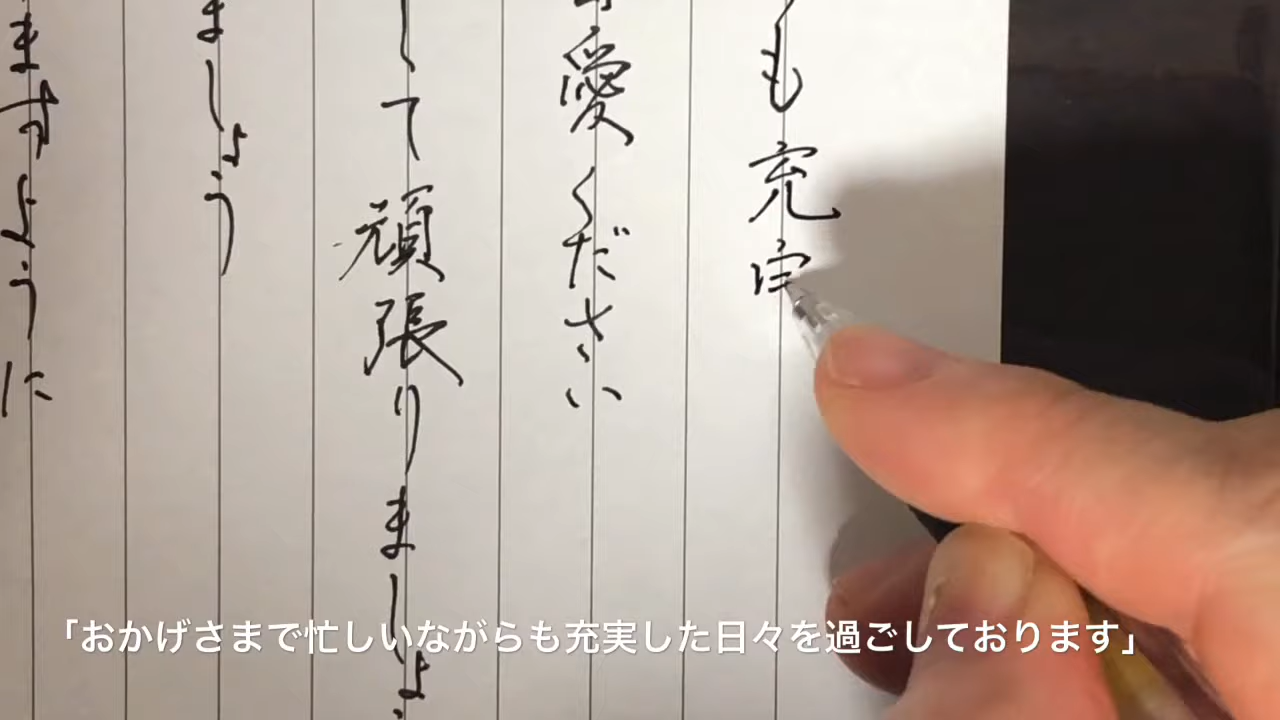 も充実
愛ください
して頑張りましょ
ましょう
ますように
「おかげさまで忙しいながらも充実した日々を過ごしております」